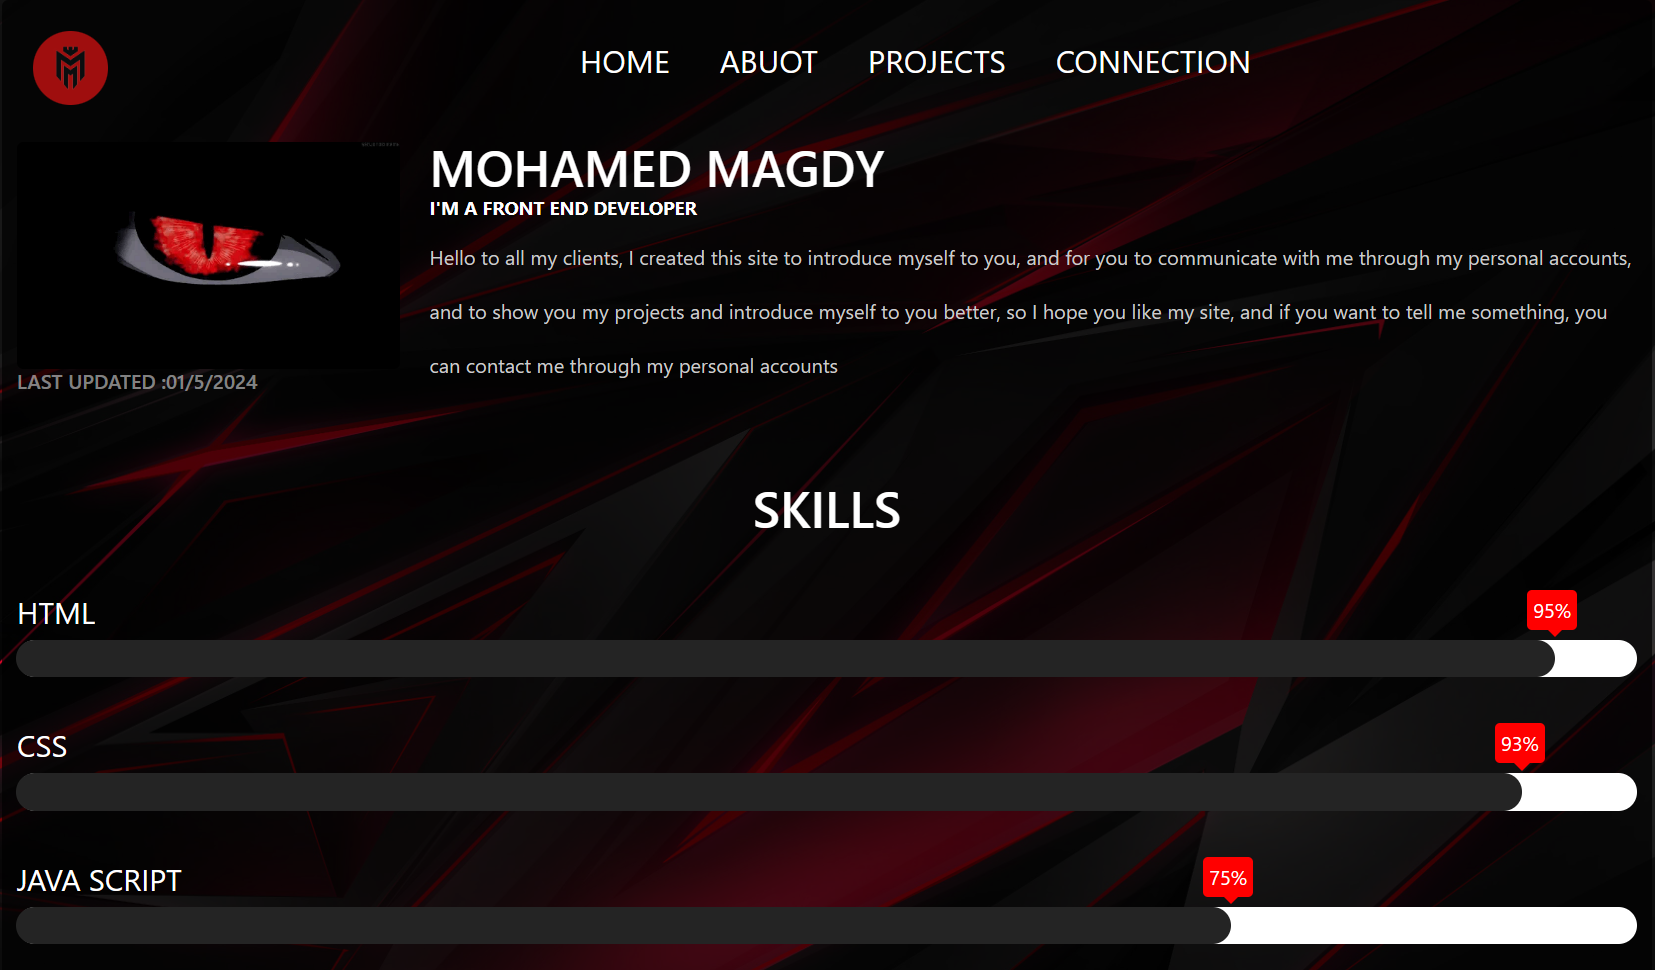 HOME ABUOT PROJECTS CONNECTION
MOHAMED MAGDY
I'M A FRONT END DEVELOPER
Hello to all my clients, I created this site to introduce myself to you, and for you to communicate with me through my personal accounts,
and to show you my projects and introduce myself to you better, so I hope you like my site, and if you want to tell me something, you
can contact me through my personal accounts
LAST UPDATED :01/5/2024
SKILLS
HTML
95%
CSS
93%
JAVA SCRIPT
75%